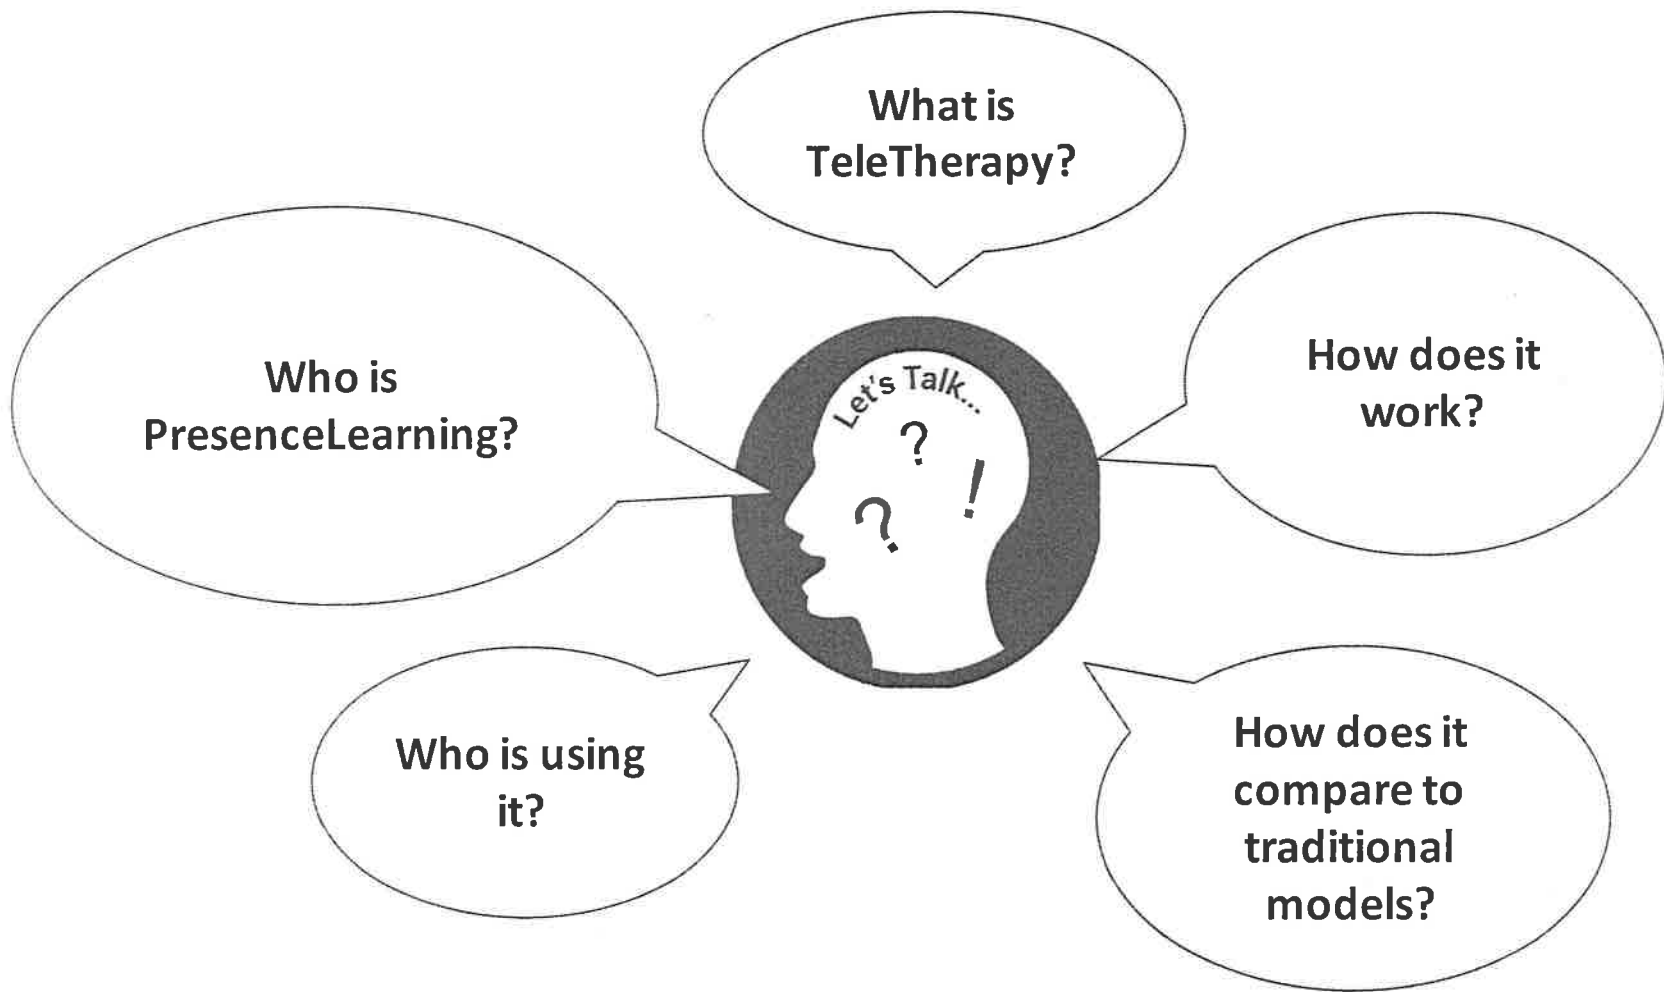 What is
TeleTherapy?
Who is
PresenceLearning?
How does it
work?
Let's Talk...
?
!
?
Who is using
it?
How does it
compare to
traditional
models?